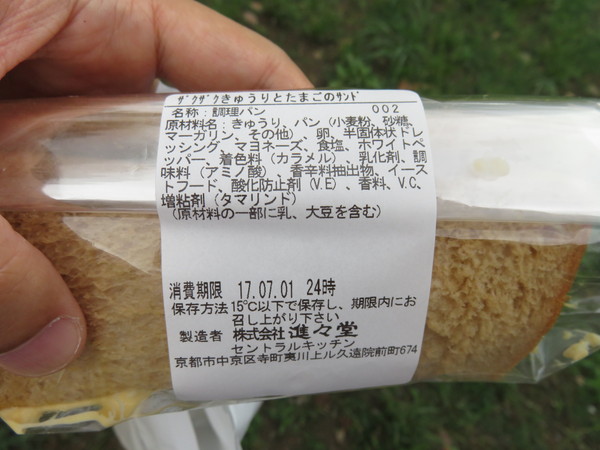 ｻﾞｸｻﾞｸきゅうりとたまごのｻﾝﾄﾞ
名称：調理パン 002
原材料名：きゅうり、パン（小麦粉、砂糖
マーガリン、その他）、卵、半固体状ドレ
ッシング、マヨネーズ、食塩、ホワイトペ
ッパー、着色料（カラメル）、乳化剤、調
味料（アミノ酸）、香辛料抽出物、イース
トフード、酸化防止剤（V.E）、香料、V.C、
増粘剤（タマリンド）
（原材料の一部に乳、大豆を含む）
消費期限 17.07.01 24時
保存方法 15℃以下で保存し、期限内にお
召し上がり下さい
製造者 株式会社 進々堂
セントラルキッチン
京都市中京区寺町夷川上ル久遠院前町674